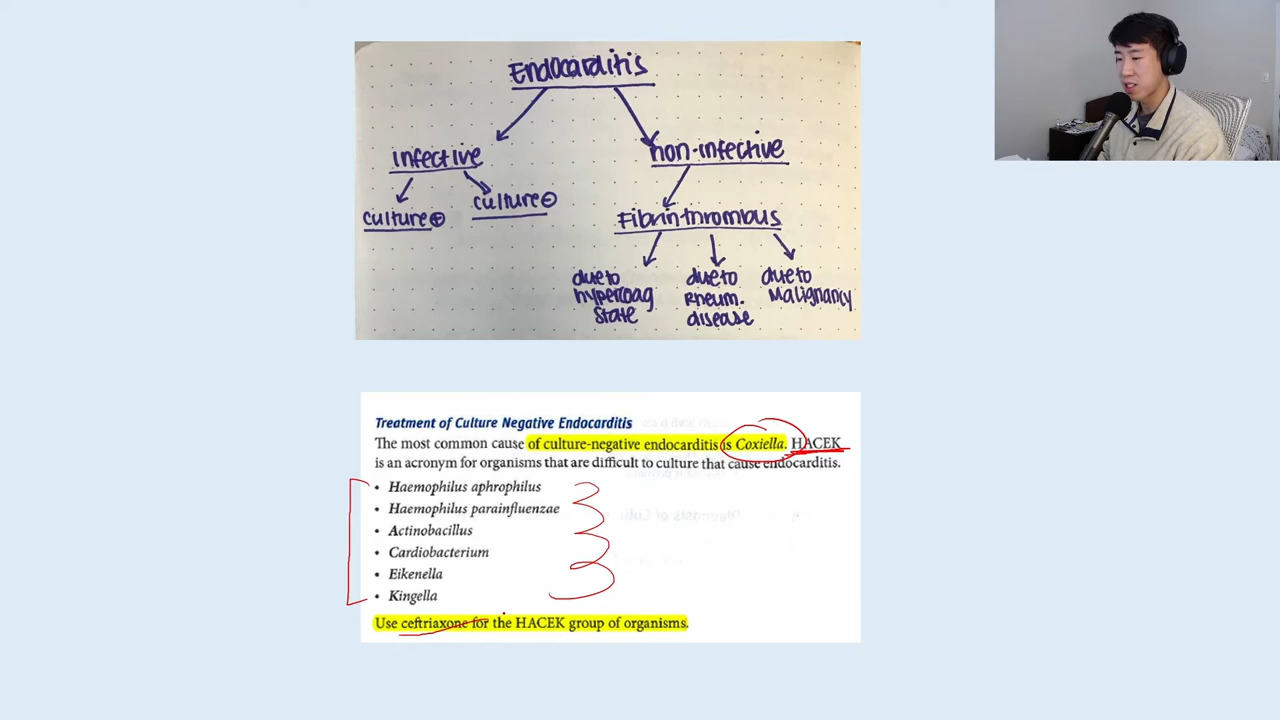 Endocarditis
infective
non-infective
culture⊕
culture⊖
Fibrin thrombus
due to
hypercoag
state
due to
Rheum.
disease
due to
Malignancy
Treatment of Culture Negative Endocarditis
The most common cause of culture-negative endocarditis is Coxiella. HACEK
is an acronym for organisms that are difficult to culture that cause endocarditis.
• Haemophilus aphrophilus
• Haemophilus parainfluenzae
• Actinobacillus
• Cardiobacterium
• Eikenella
• Kingella
Use ceftriaxone for the HACEK group of organisms.